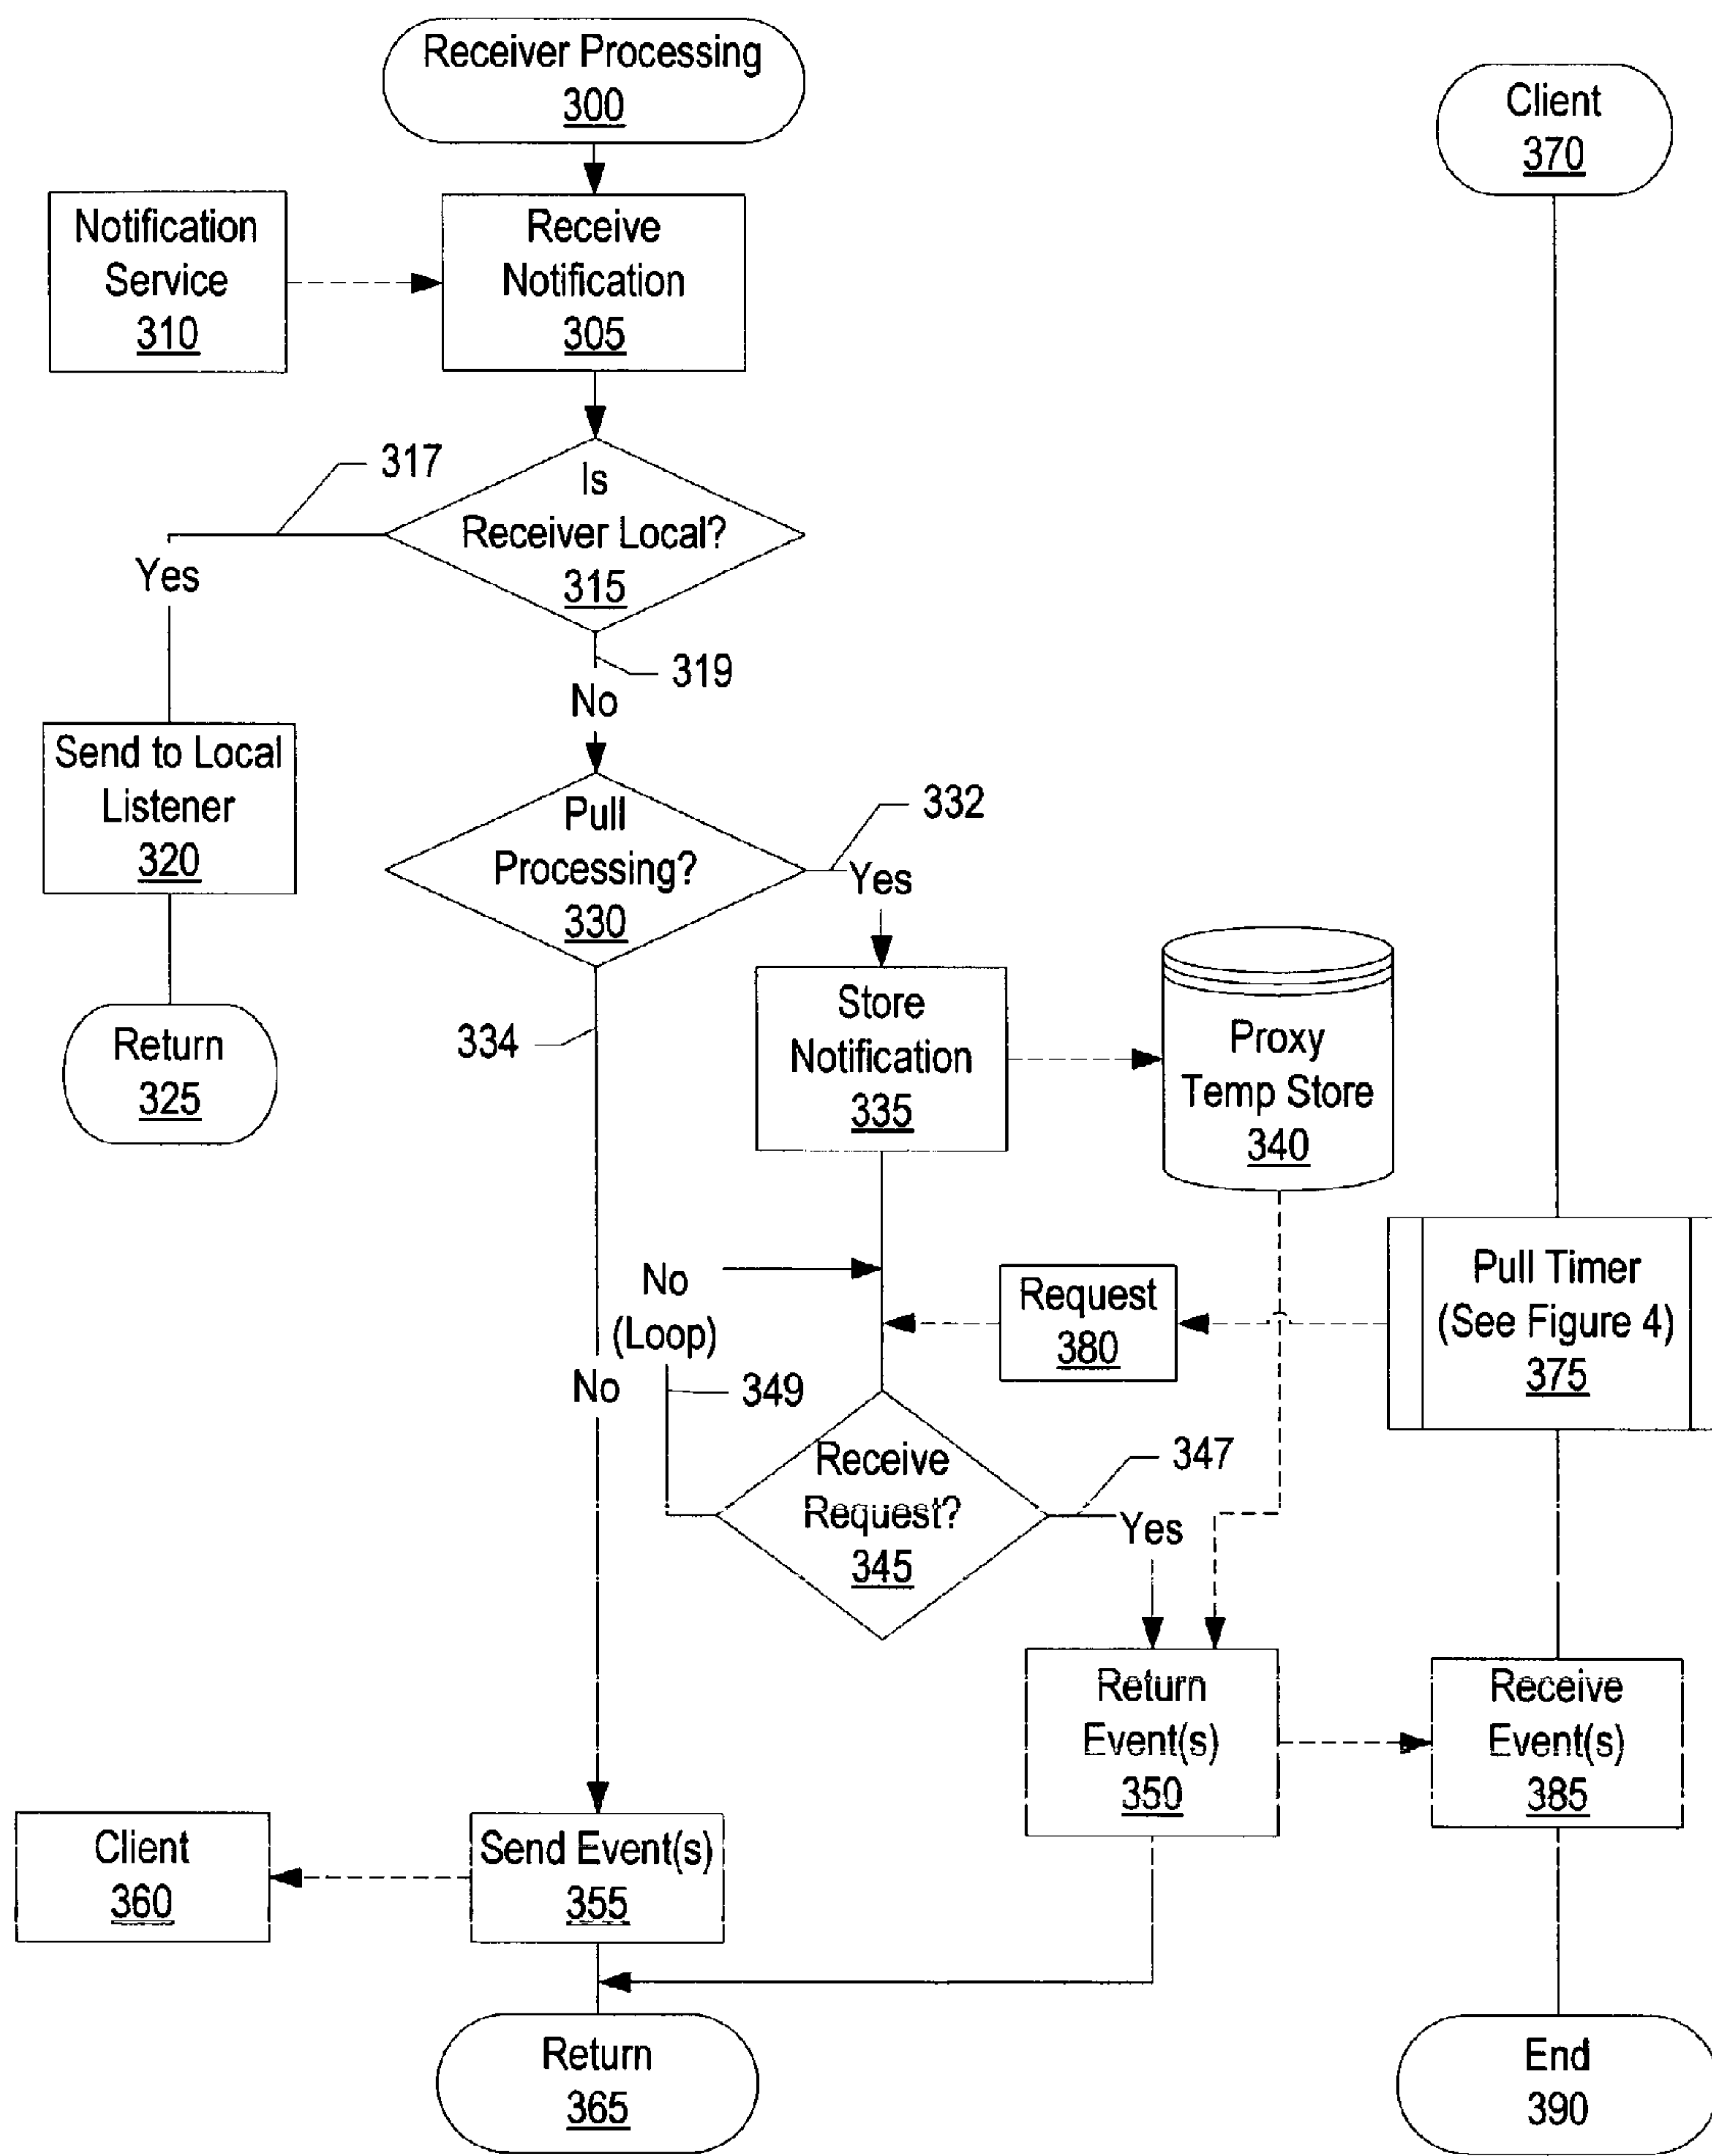 Receiver Processing
300
Client
370
Notification
Service
310
Receive
Notification
305
317
Is
Receiver Local?
315
Yes
319
No
Send to Local
Listener
320
Pull
Processing?
330
332
Yes
Return
325
334
Store
Notification
335
Proxy
Temp Store
340
No
(Loop)
Request
380
Pull Timer
(See Figure 4)
375
No
349
Receive
Request?
345
347
Yes
Return
Event(s)
350
Receive
Event(s)
385
Client
360
Send Event(s)
355
Return
365
End
390